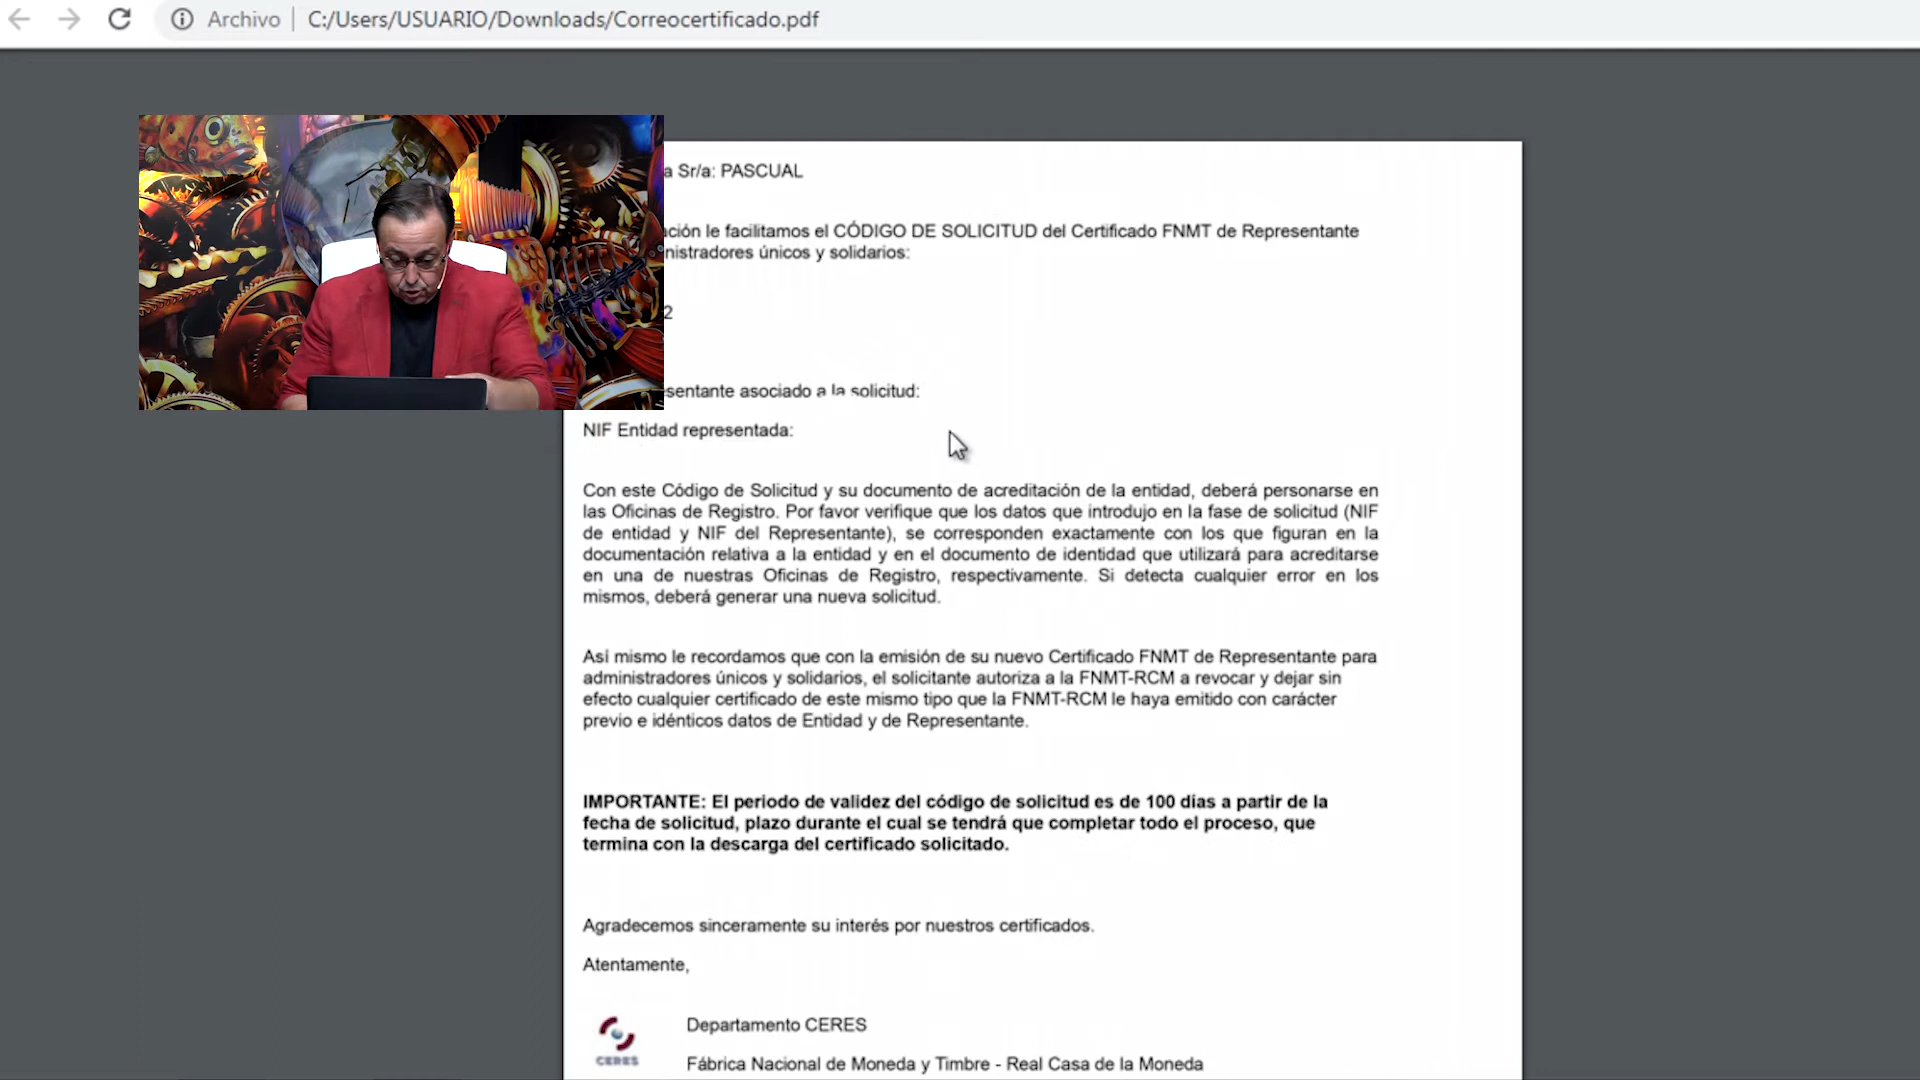 Archivo | C:/Users/USUARIO/Downloads/Correocertificado.pdf
a Sr/a: PASCUAL
ción le facilitamos el CÓDIGO DE SOLICITUD del Certificado FNMT de Representante
nistradores únicos y solidarios:
2
sentante asociado a la solicitud:
NIF Entidad representada:
Con este Código de Solicitud y su documento de acreditación de la entidad, deberá personarse en
las Oficinas de Registro. Por favor verifique que los datos que introdujo en la fase de solicitud (NIF
de entidad y NIF del Representante), se corresponden exactamente con los que figuran en la
documentación relativa a la entidad y en el documento de identidad que utilizará para acreditarse
en una de nuestras Oficinas de Registro, respectivamente. Si detecta cualquier error en los
mismos, deberá generar una nueva solicitud.
Así mismo le recordamos que con la emisión de su nuevo Certificado FNMT de Representante para
administradores únicos y solidarios, el solicitante autoriza a la FNMT-RCM a revocar y dejar sin
efecto cualquier certificado de este mismo tipo que la FNMT-RCM le haya emitido con carácter
previo e idénticos datos de Entidad y de Representante.
IMPORTANTE: El periodo de validez del código de solicitud es de 100 días a partir de la
fecha de solicitud, plazo durante el cual se tendrá que completar todo el proceso, que
termina con la descarga del certificado solicitado.
Agradecemos sinceramente su interés por nuestros certificados.
Atentamente,
Departamento CERES
CERES
Fábrica Nacional de Moneda y Timbre - Real Casa de la Moneda